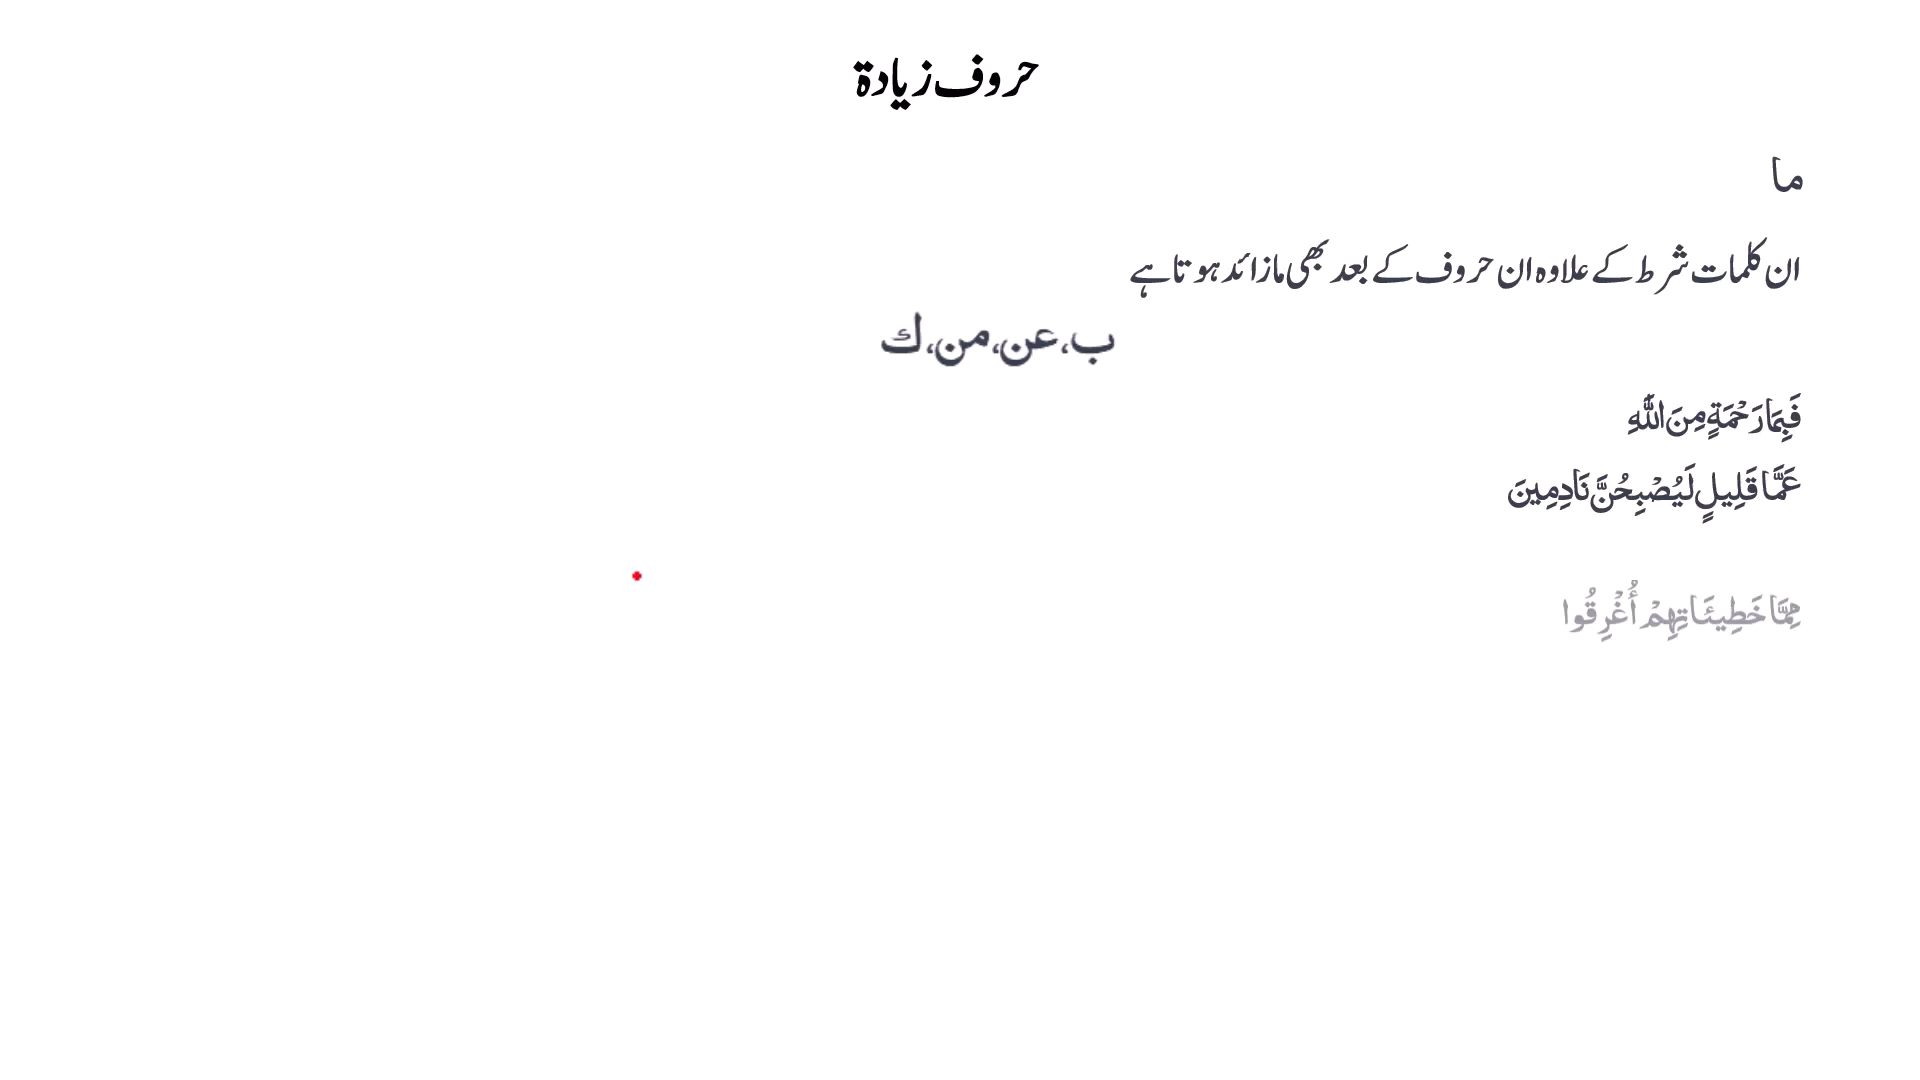 حروف زیادۃ
ما
ان کلمات شرط کے علاوہ ان حروف کے بعد بھی ما زائد ہوتا ہے
ب، عن، من، ك
فَبِمَا رَحْمَةٍ مِنَ اللَّهِ
عَمَّا قَلِيلٍ لَيُصْبِحُنَّ نَادِمِينَ
مِمَّا خَطِيئَاتِهِمْ أُغْرِقُوا